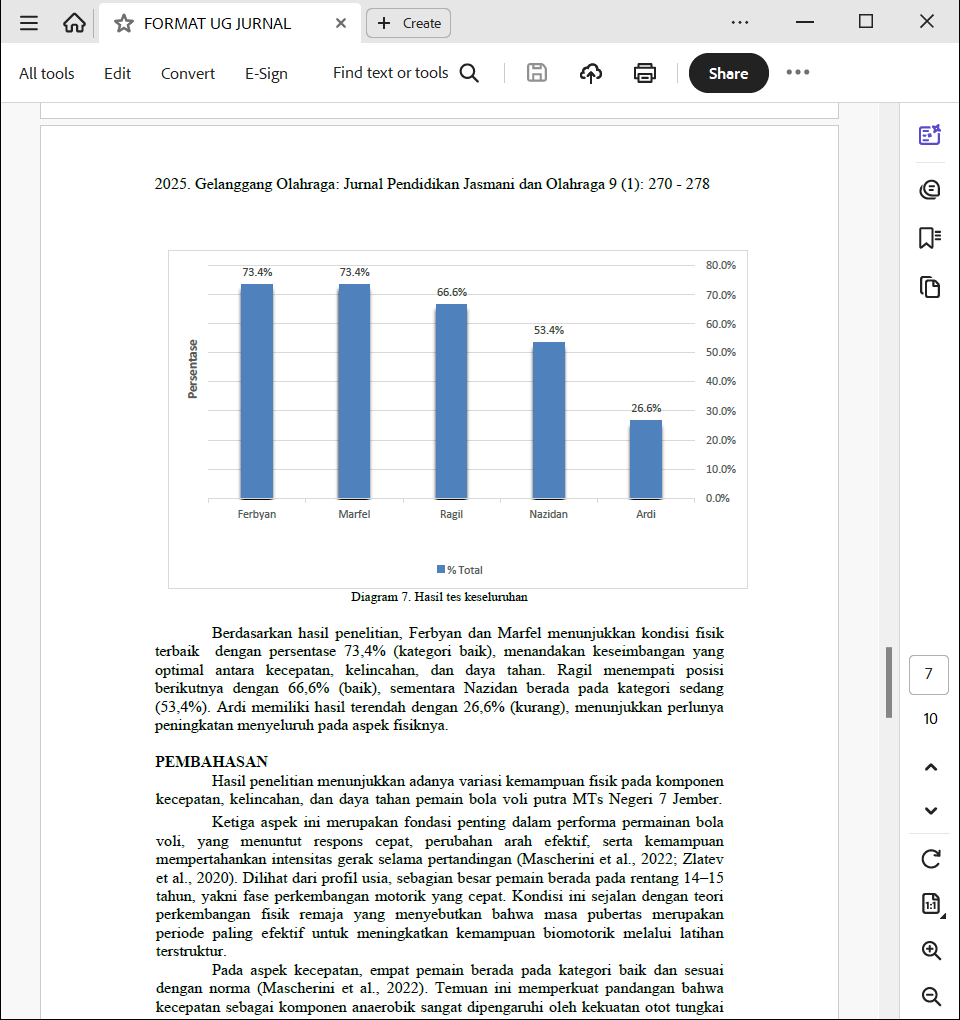 FORMAT UG JURNAL
Create
All tools
Edit
Convert
E-Sign
Find text or tools
Share
2025. Gelanggang Olahraga: Jurnal Pendidikan Jasmani dan Olahraga 9 (1): 270 - 278
73.4%
73.4%
66.6%
53.4%
26.6%
80.0%
70.0%
60.0%
50.0%
40.0%
30.0%
20.0%
10.0%
0.0%
Persentase
Ferbyan
Marfel
Ragil
Nazidan
Ardi
% Total
Diagram 7. Hasil tes keseluruhan
Berdasarkan hasil penelitian, Ferbyan dan Marfel menunjukkan kondisi fisik
terbaik dengan persentase 73,4% (kategori baik), menandakan keseimbangan yang
optimal antara kecepatan, kelincahan, dan daya tahan. Ragil menempati posisi
berikutnya dengan 66,6% (baik), sementara Nazidan berada pada kategori sedang
(53,4%). Ardi memiliki hasil terendah dengan 26,6% (kurang), menunjukkan perlunya
peningkatan menyeluruh pada aspek fisiknya.
PEMBAHASAN
Hasil penelitian menunjukkan adanya variasi kemampuan fisik pada komponen
kecepatan, kelincahan, dan daya tahan pemain bola voli putra MTs Negeri 7 Jember.
Ketiga aspek ini merupakan fondasi penting dalam performa permainan bola
voli, yang menuntut respons cepat, perubahan arah efektif, serta kemampuan
mempertahankan intensitas gerak selama pertandingan (Mascherini et al., 2022; Zlatev
et al., 2020). Dilihat dari profil usia, sebagian besar pemain berada pada rentang 14–15
tahun, yakni fase perkembangan motorik yang cepat. Kondisi ini sejalan dengan teori
perkembangan fisik remaja yang menyebutkan bahwa masa pubertas merupakan
periode paling efektif untuk meningkatkan kemampuan biomotorik melalui latihan
terstruktur.
Pada aspek kecepatan, empat pemain berada pada kategori baik dan sesuai
dengan norma (Mascherini et al., 2022). Temuan ini memperkuat pandangan bahwa
kecepatan sebagai komponen anaerobik sangat dipengaruhi oleh kekuatan otot tungkai
7
10
1:1